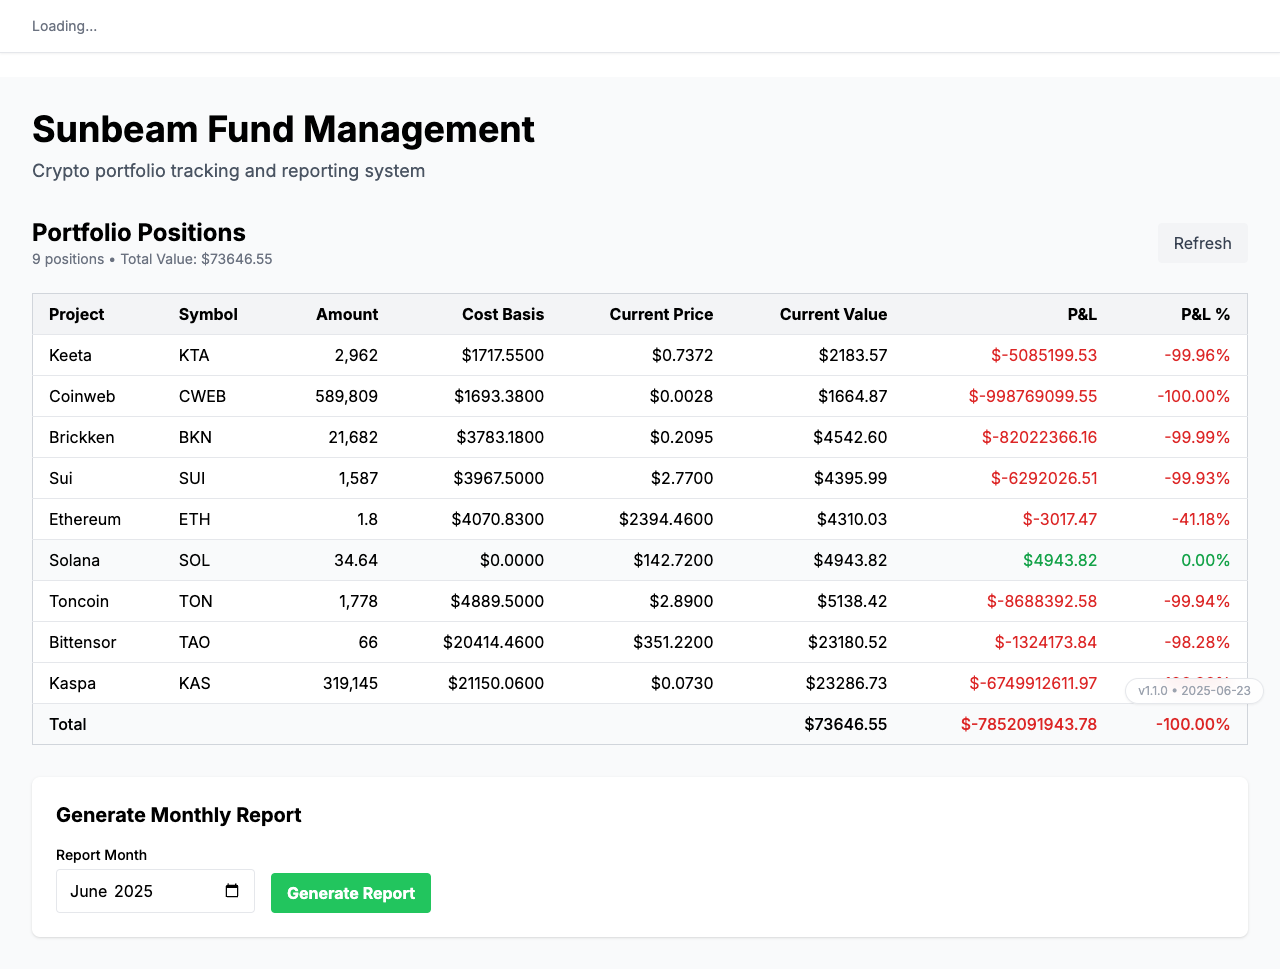 Loading...
Sunbeam Fund Management
Crypto portfolio tracking and reporting system
Portfolio Positions
9 positions • Total Value: $73646.55
Refresh
Project Symbol Amount Cost Basis Current Price Current Value P&L P&L %
Keeta KTA 2,962 $1717.5500 $0.7372 $2183.57 $-5085199.53 -99.96%
Coinweb CWEB 589,809 $1693.3800 $0.0028 $1664.87 $-998769099.55 -100.00%
Brickken BKN 21,682 $3783.1800 $0.2095 $4542.60 $-82022366.16 -99.99%
Sui SUI 1,587 $3967.5000 $2.7700 $4395.99 $-6292026.51 -99.93%
Ethereum ETH 1.8 $4070.8300 $2394.4600 $4310.03 $-3017.47 -41.18%
Solana SOL 34.64 $0.0000 $142.7200 $4943.82 $4943.82 0.00%
Toncoin TON 1,778 $4889.5000 $2.8900 $5138.42 $-8688392.58 -99.94%
Bittensor TAO 66 $20414.4600 $351.2200 $23180.52 $-1324173.84 -98.28%
Kaspa KAS 319,145 $21150.0600 $0.0730 $23286.73 $-6749912611.97
v1.1.0 • 2025-06-23
Total $73646.55 $-7852091943.78 -100.00%
Generate Monthly Report
Report Month
June 2025
Generate Report